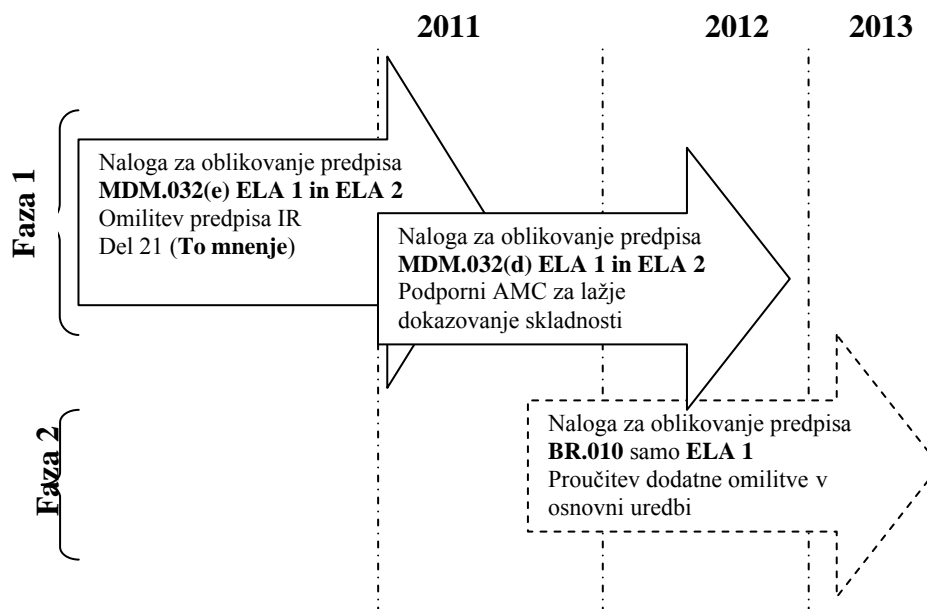 2011 2012 2013
Faza 1
Naloga za oblikovanje predpisa
MDM.032(e) ELA 1 in ELA 2
Omilitev predpisa IR
Del 21 (To mnenje)
Naloga za oblikovanje predpisa
MDM.032(d) ELA 1 in ELA 2
Podporni AMC za lažje
dokazovanje skladnosti
Faza 2
Naloga za oblikovanje predpisa
BR.010 samo ELA 1
Proučitev dodatne omilitve v
osnovni uredbi